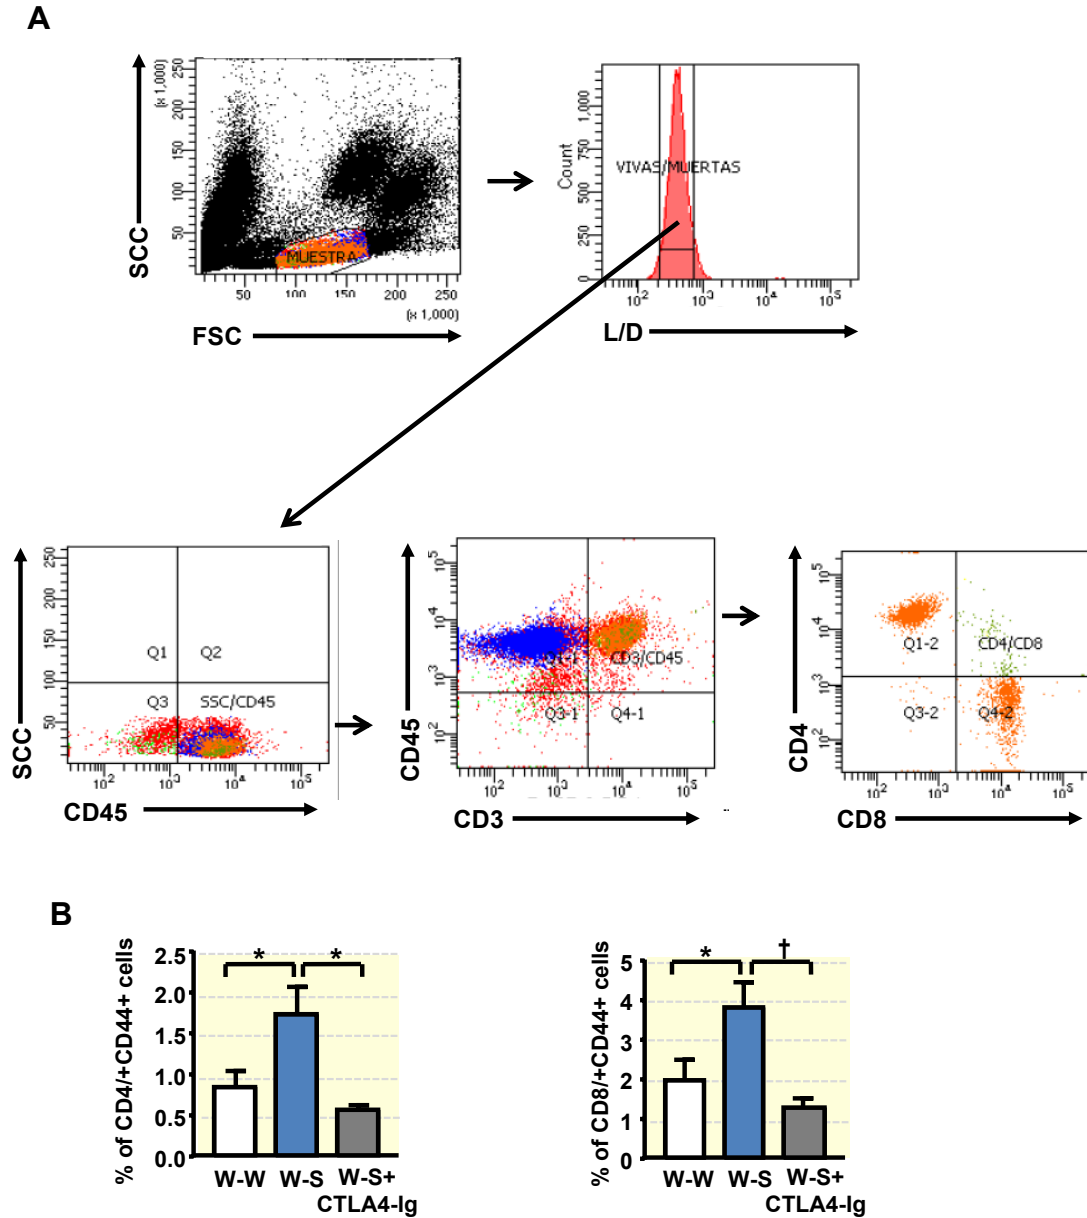 A
SCC
(x 1,000)
50 100 150 200 250
MUESTRA
50 100 150 200 250
(x 1,000)
FSC
Count
0 250 500 750 1,000
VIVAS/MUERTAS
10² 10³ 10⁴ 10⁵
L/D
SCC
50 100 150 200 250
Q1 Q2
Q3 SSC/CD45
10² 10³ 10⁴ 10⁵
CD45
CD45
10² 10³ 10⁴ 10⁵
Q1-1 CD3/CD45
Q3-1 Q4-1
10² 10³ 10⁴ 10⁵
CD3
CD4
10² 10³ 10⁴ 10⁵
Q1-2 CD4/CD8
Q3-2 Q4-2
10² 10³ 10⁴ 10⁵
CD8
B
% of CD4/+CD44+ cells
2.5
2.0
1.5
1.0
0.5
0.0
* *
W-W W-S W-S+
CTLA4-Ig
% of CD8/+CD44+ cells
5
4
3
2
1
0
* †
W-W W-S W-S+
CTLA4-Ig